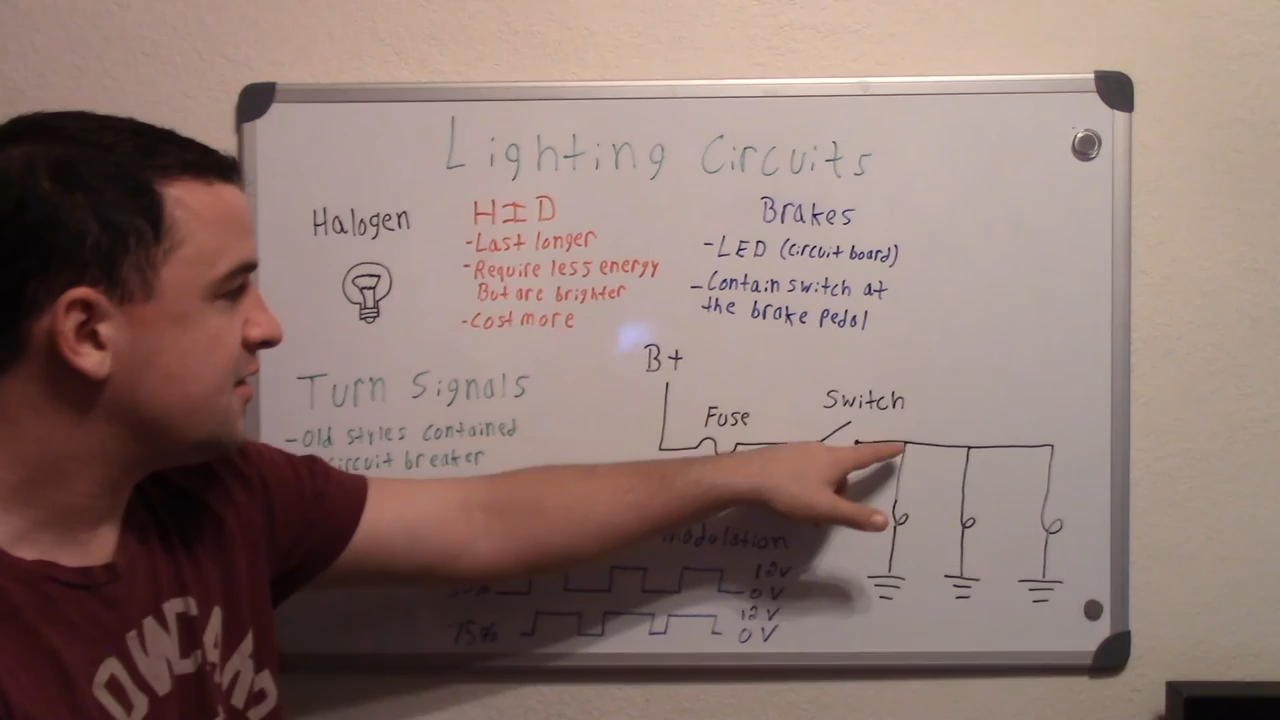 Lighting Circuits
Halogen
HID
-Last longer
-Require less energy
But are brighter
-Cost more
Brakes
-LED (circuit board)
-Contain switch at
the brake pedal
Turn Signals
-Old styles contained
circuit breaker
B+
Fuse
Switch
modulation
12V
0V
75%
12V
0V